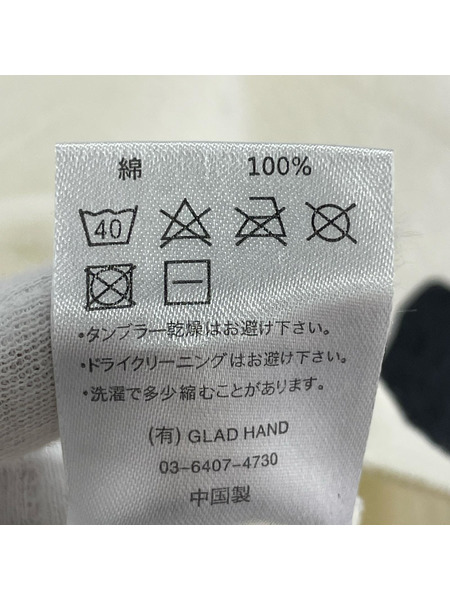 綿 100%
40
・タンブラー乾燥はお避け下さい。
・ドライクリーニングはお避け下さい。
・洗濯で多少縮むことがあります。
(有) GLAD HAND
03-6407-4730
中国製